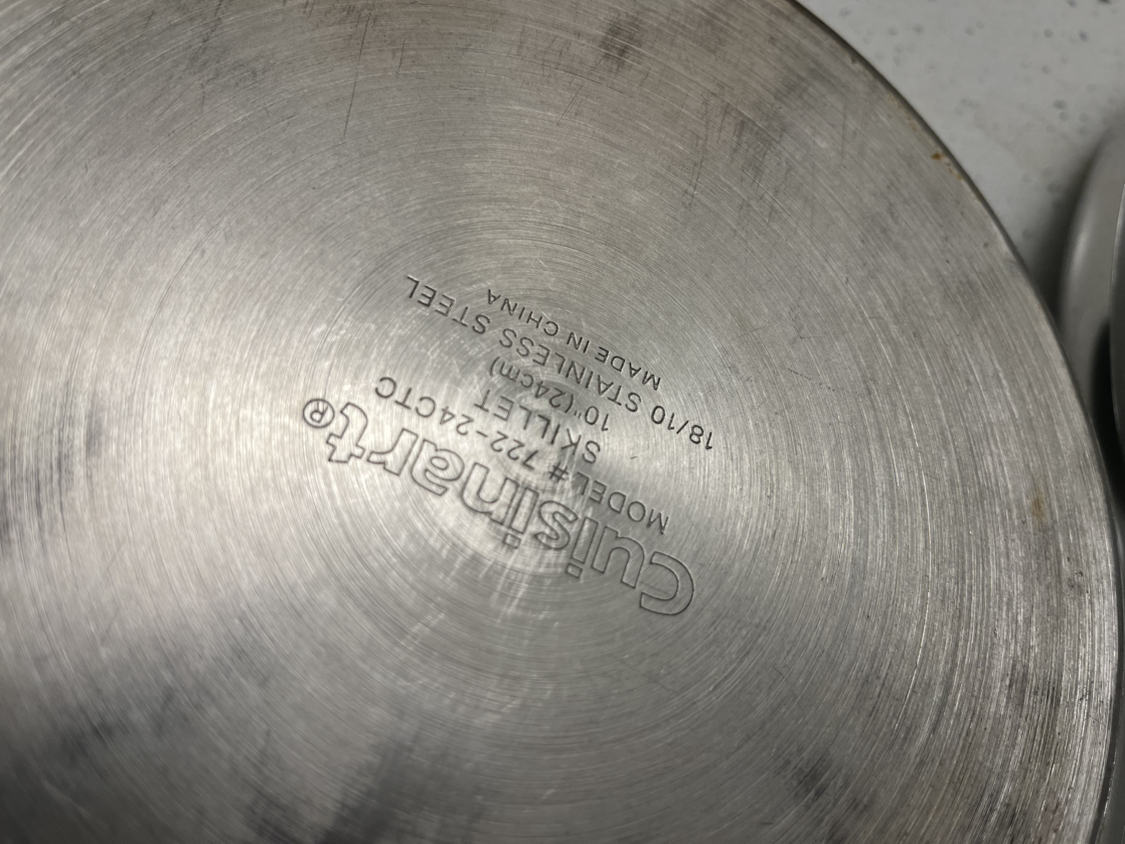 Cuisinart®
MODEL# 722-24CTC
SKILLET
10"(24cm)
18/10 STAINLESS STEEL
MADE IN CHINA